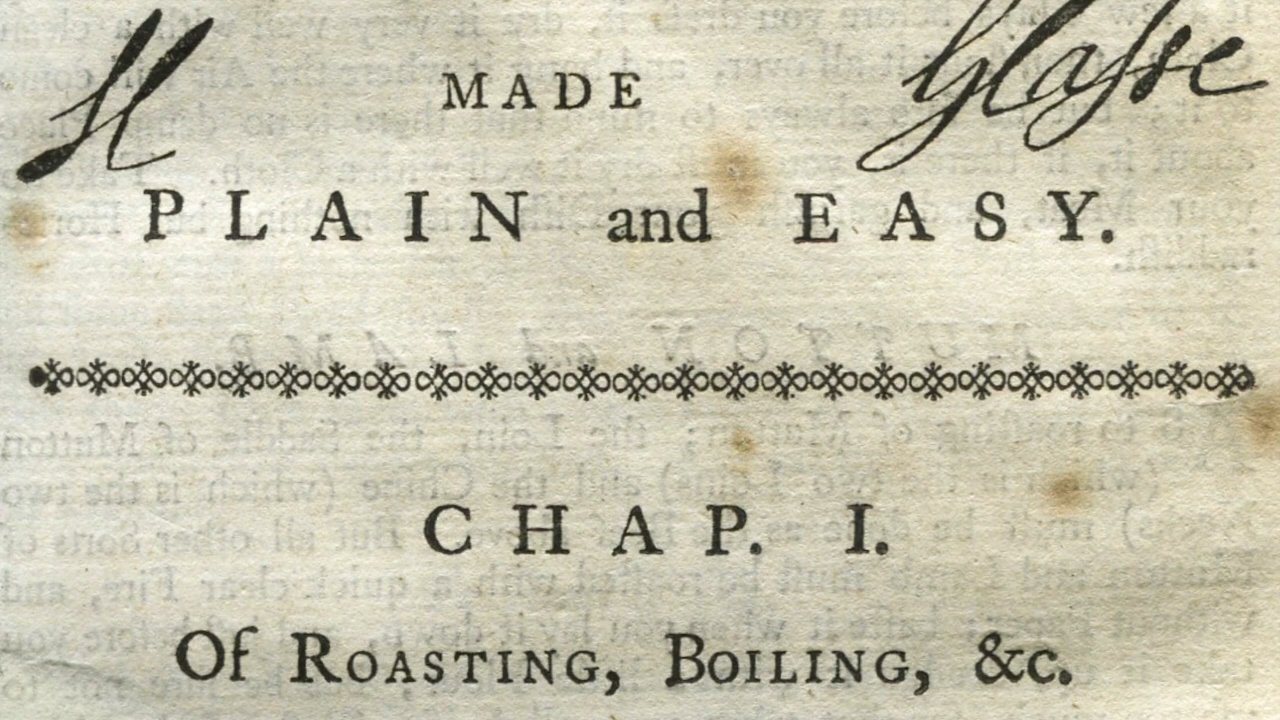 H Glasse
MADE
PLAIN and EASY.
CHAP. I.
Of ROASTING, BOILING, &c.